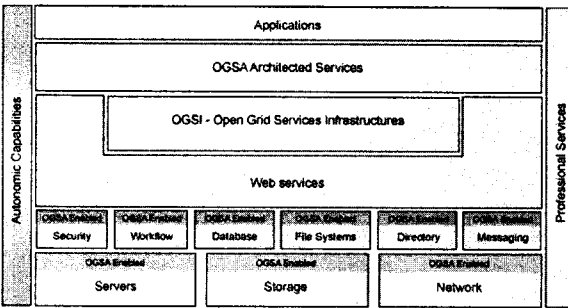 Applications
OGSA Architected Services
OGSI - Open Grid Services Infrastructures
Web services
OGSA Enabled OGSA Enabled OGSA Enabled OGSA Enabled OGSA Enabled OGSA Enabled
Security Workflow Database File Systems Directory Messaging
OGSA Enabled OGSA Enabled OGSA Enabled
Servers Storage Network
Autonomic Capabilities
Professional Services